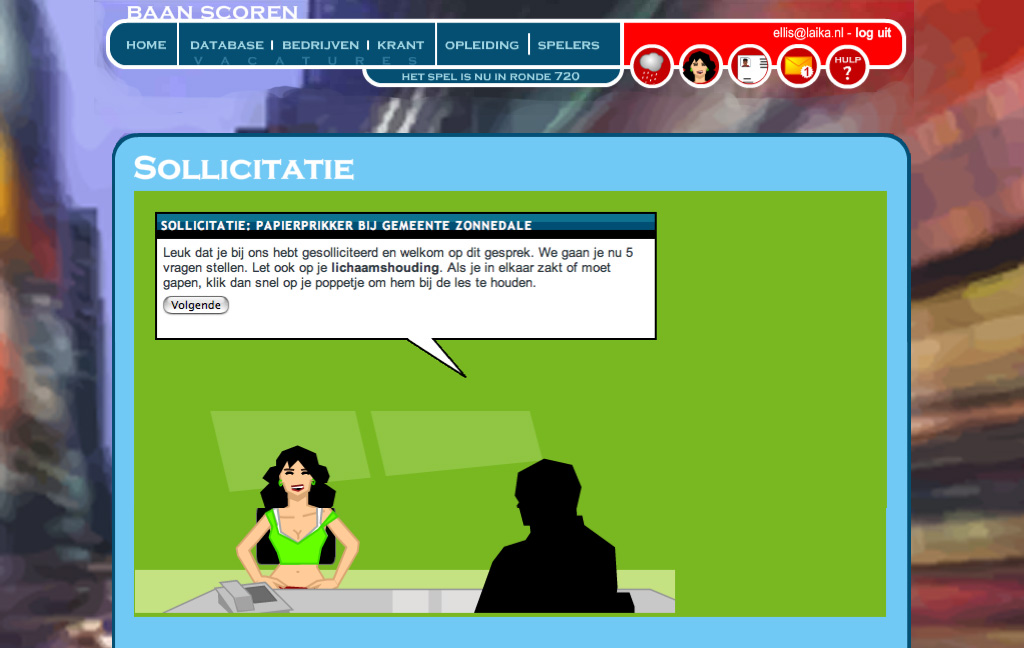 BAAN SCOREN
ellis@laika.nl - log uit
HOME DATABASE BEDRIJVEN KRANT OPLEIDING SPELERS
VACATURES
HULP
?
1
HET SPEL IS NU IN RONDE 720
SOLLICITATIE
SOLLICITATIE: PAPIERPRIKKER BIJ GEMEENTE ZONNEDALE
Leuk dat je bij ons hebt gesolliciteerd en welkom op dit gesprek. We gaan je nu 5
vragen stellen. Let ook op je lichaamshouding. Als je in elkaar zakt of moet
gapen, klik dan snel op je poppetje om hem bij de les te houden.
Volgende